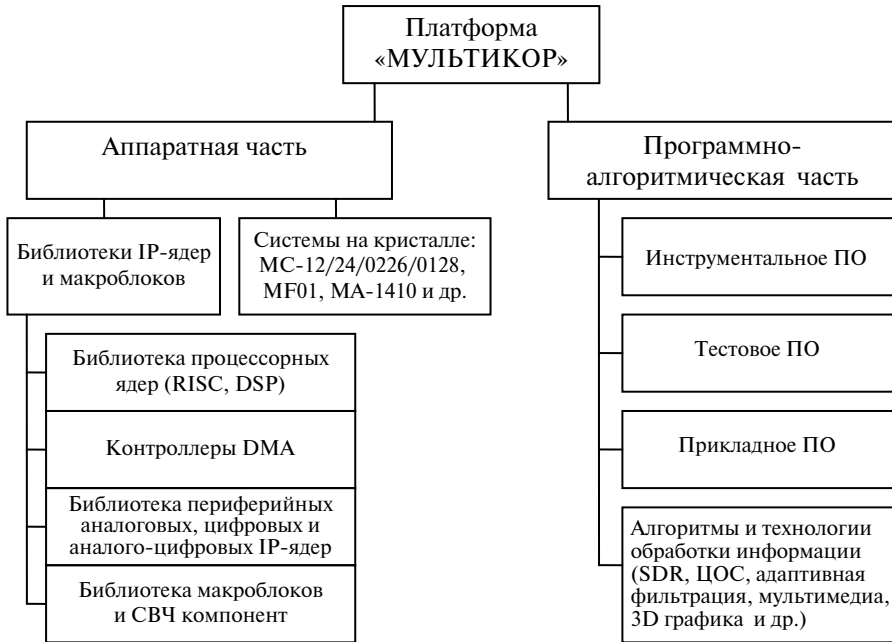 Платформа
«МУЛЬТИКОР»
Аппаратная часть
Программно-
алгоритмическая часть
Библиотеки IP-ядер
и макроблоков
Системы на кристалле:
МС-12/24/0226/0128,
MF01, МА-1410 и др.
Библиотека процессорных
ядер (RISC, DSP)
Контроллеры DMA
Библиотека периферийных
аналоговых, цифровых и
аналого-цифровых IP-ядер
Библиотека макроблоков
и СВЧ компонент
Инструментальное ПО
Тестовое ПО
Прикладное ПО
Алгоритмы и технологии
обработки информации
(SDR, ЦОС, адаптивная
фильтрация, мультимедиа,
3D графика и др.)